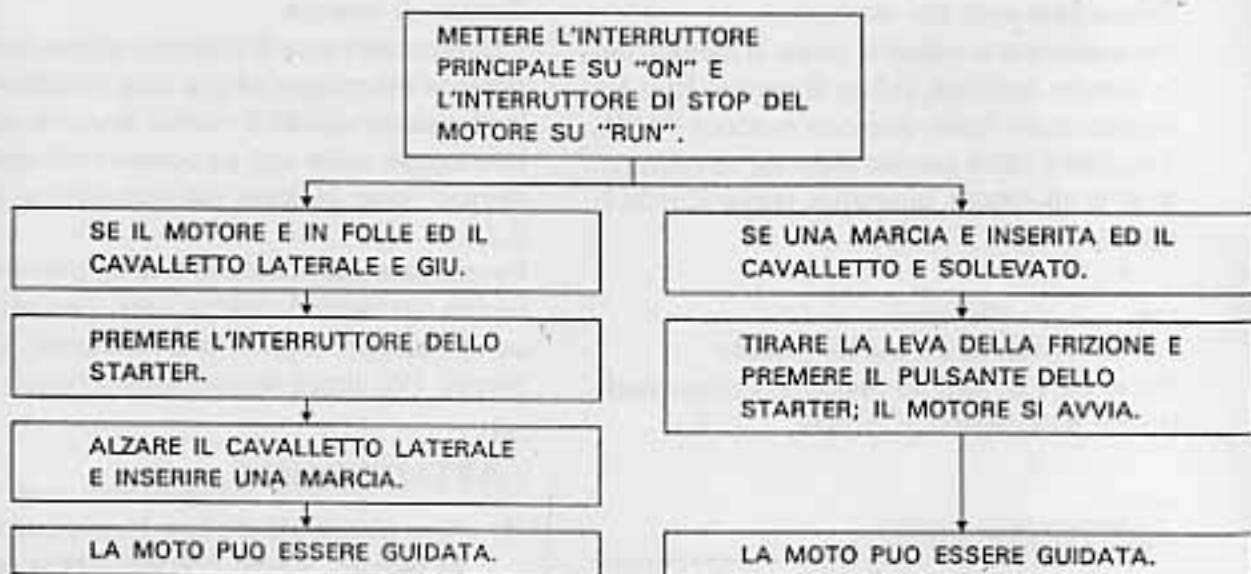 METTERE L'INTERRUTTORE
PRINCIPALE SU "ON" E
L'INTERRUTTORE DI STOP DEL
MOTORE SU "RUN".
SE IL MOTORE E IN FOLLE ED IL
CAVALLETTO LATERALE E GIU.
PREMERE L'INTERRUTTORE DELLO
STARTER.
ALZARE IL CAVALLETTO LATERALE
E INSERIRE UNA MARCIA.
LA MOTO PUO ESSERE GUIDATA.
SE UNA MARCIA E INSERITA ED IL
CAVALLETTO E SOLLEVATO.
TIRARE LA LEVA DELLA FRIZIONE E
PREMERE IL PULSANTE DELLO
STARTER; IL MOTORE SI AVVIA.
LA MOTO PUO ESSERE GUIDATA.